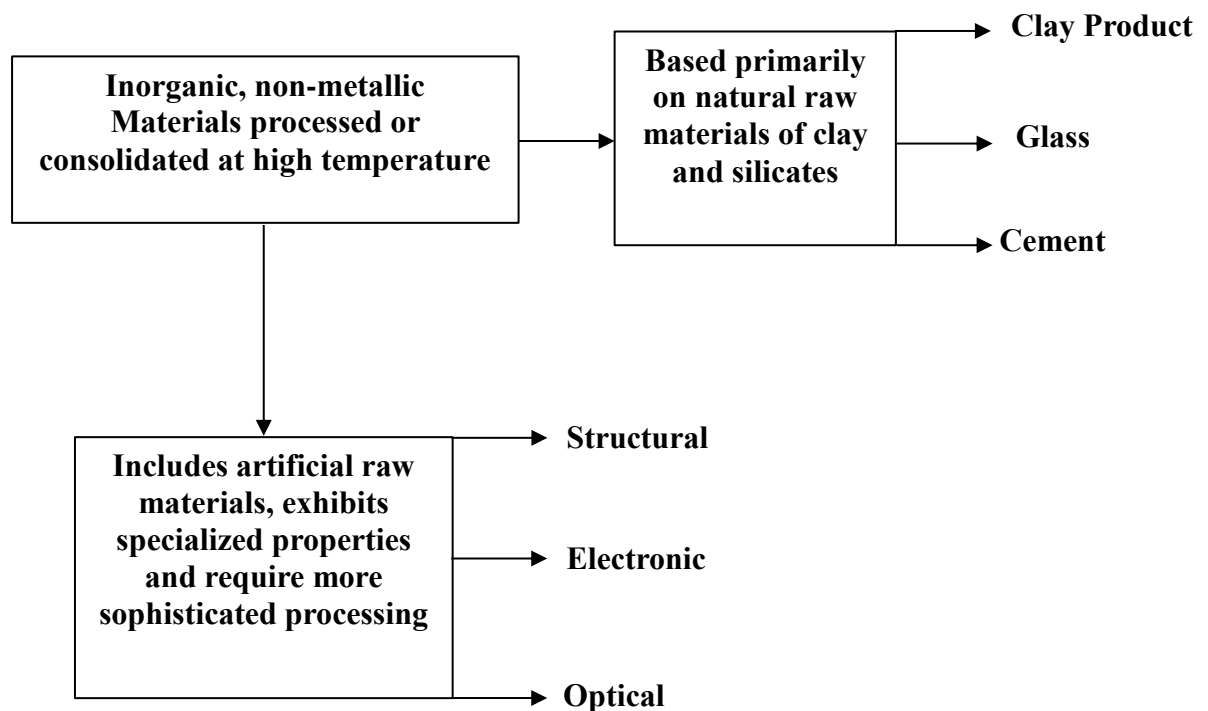 Inorganic, non-metallic
Materials processed or
consolidated at high temperature
Based primarily
on natural raw
materials of clay
and silicates
Clay Product
Glass
Cement
Includes artificial raw
materials, exhibits
specialized properties
and require more
sophisticated processing
Structural
Electronic
Optical